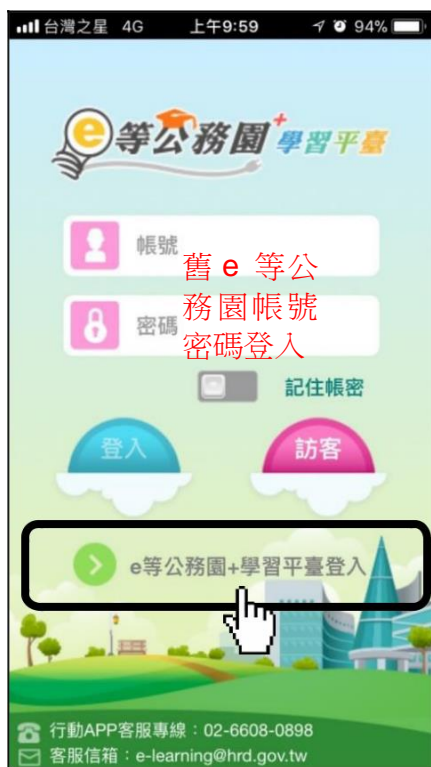 台灣之星 4G 上午9:59 94%
e等公務園+學習平臺
帳號
舊 e 等公
務園帳號
密碼
密碼登入
記住帳密
登入 訪客
e等公務園+學習平臺登入
行動APP客服專線：02-6608-0898
客服信箱：e-learning@hrd.gov.tw